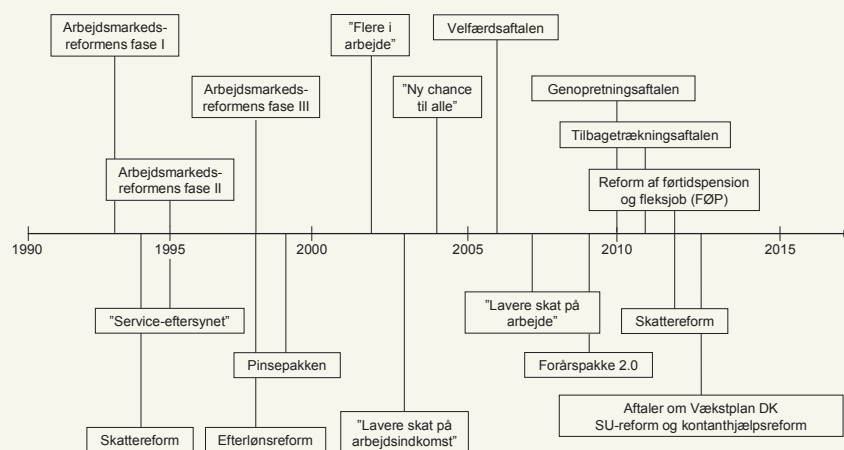 Arbejdsmarkeds-
reformens fase I
"Flere i
arbejde"
Velfærdsaftalen
Arbejdsmarkeds-
reformens fase III
"Ny chance
til alle"
Genopretningsaftalen
Tilbagetrækningsaftalen
Arbejdsmarkeds-
reformens fase II
Reform af førtidspension
og fleksjob (FØP)
1990 1995 2000 2005 2010 2015
"Service-eftersynet"
"Lavere skat på
arbejde"
Skattereform
Pinsepakken
Forårspakke 2.0
Aftaler om Vækstplan DK
SU-reform og kontanthjælpsreform
Skattereform
Efterlønsreform
"Lavere skat på
arbejdsindkomst"